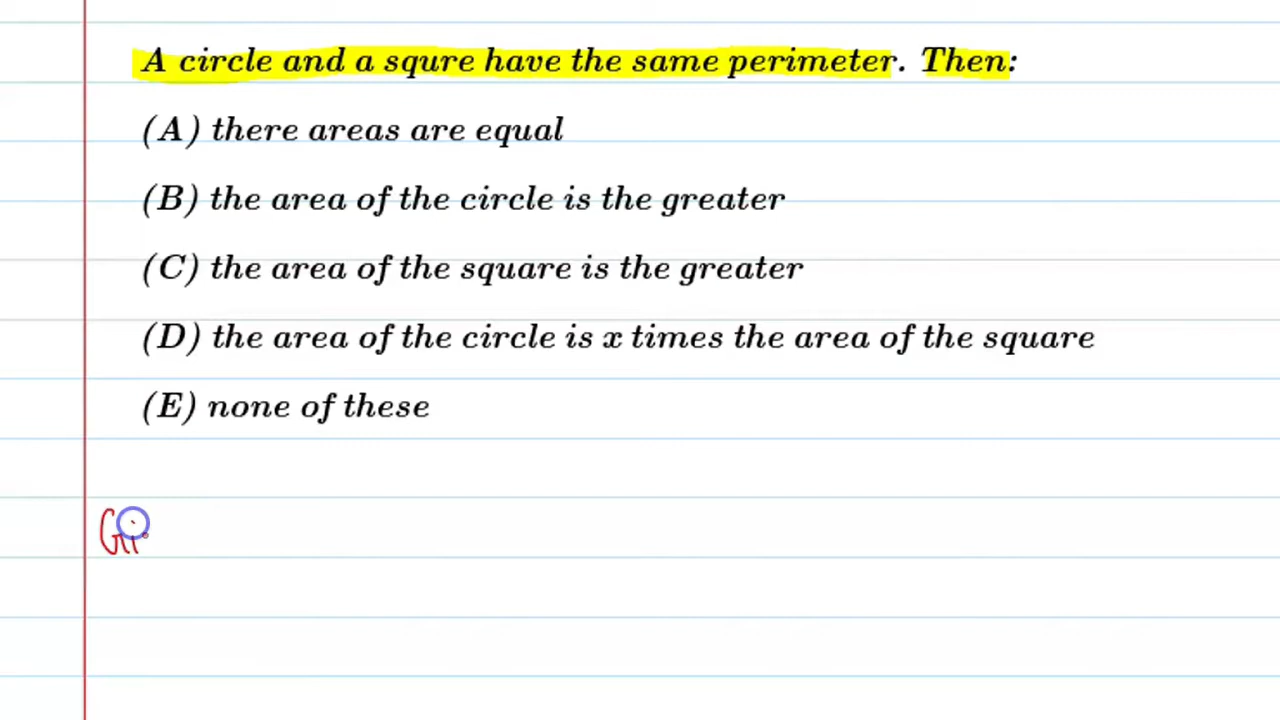 A circle and a squre have the same perimeter. Then:
(A) there areas are equal
(B) the area of the circle is the greater
(C) the area of the square is the greater
(D) the area of the circle is x times the area of the square
(E) none of these
Gi